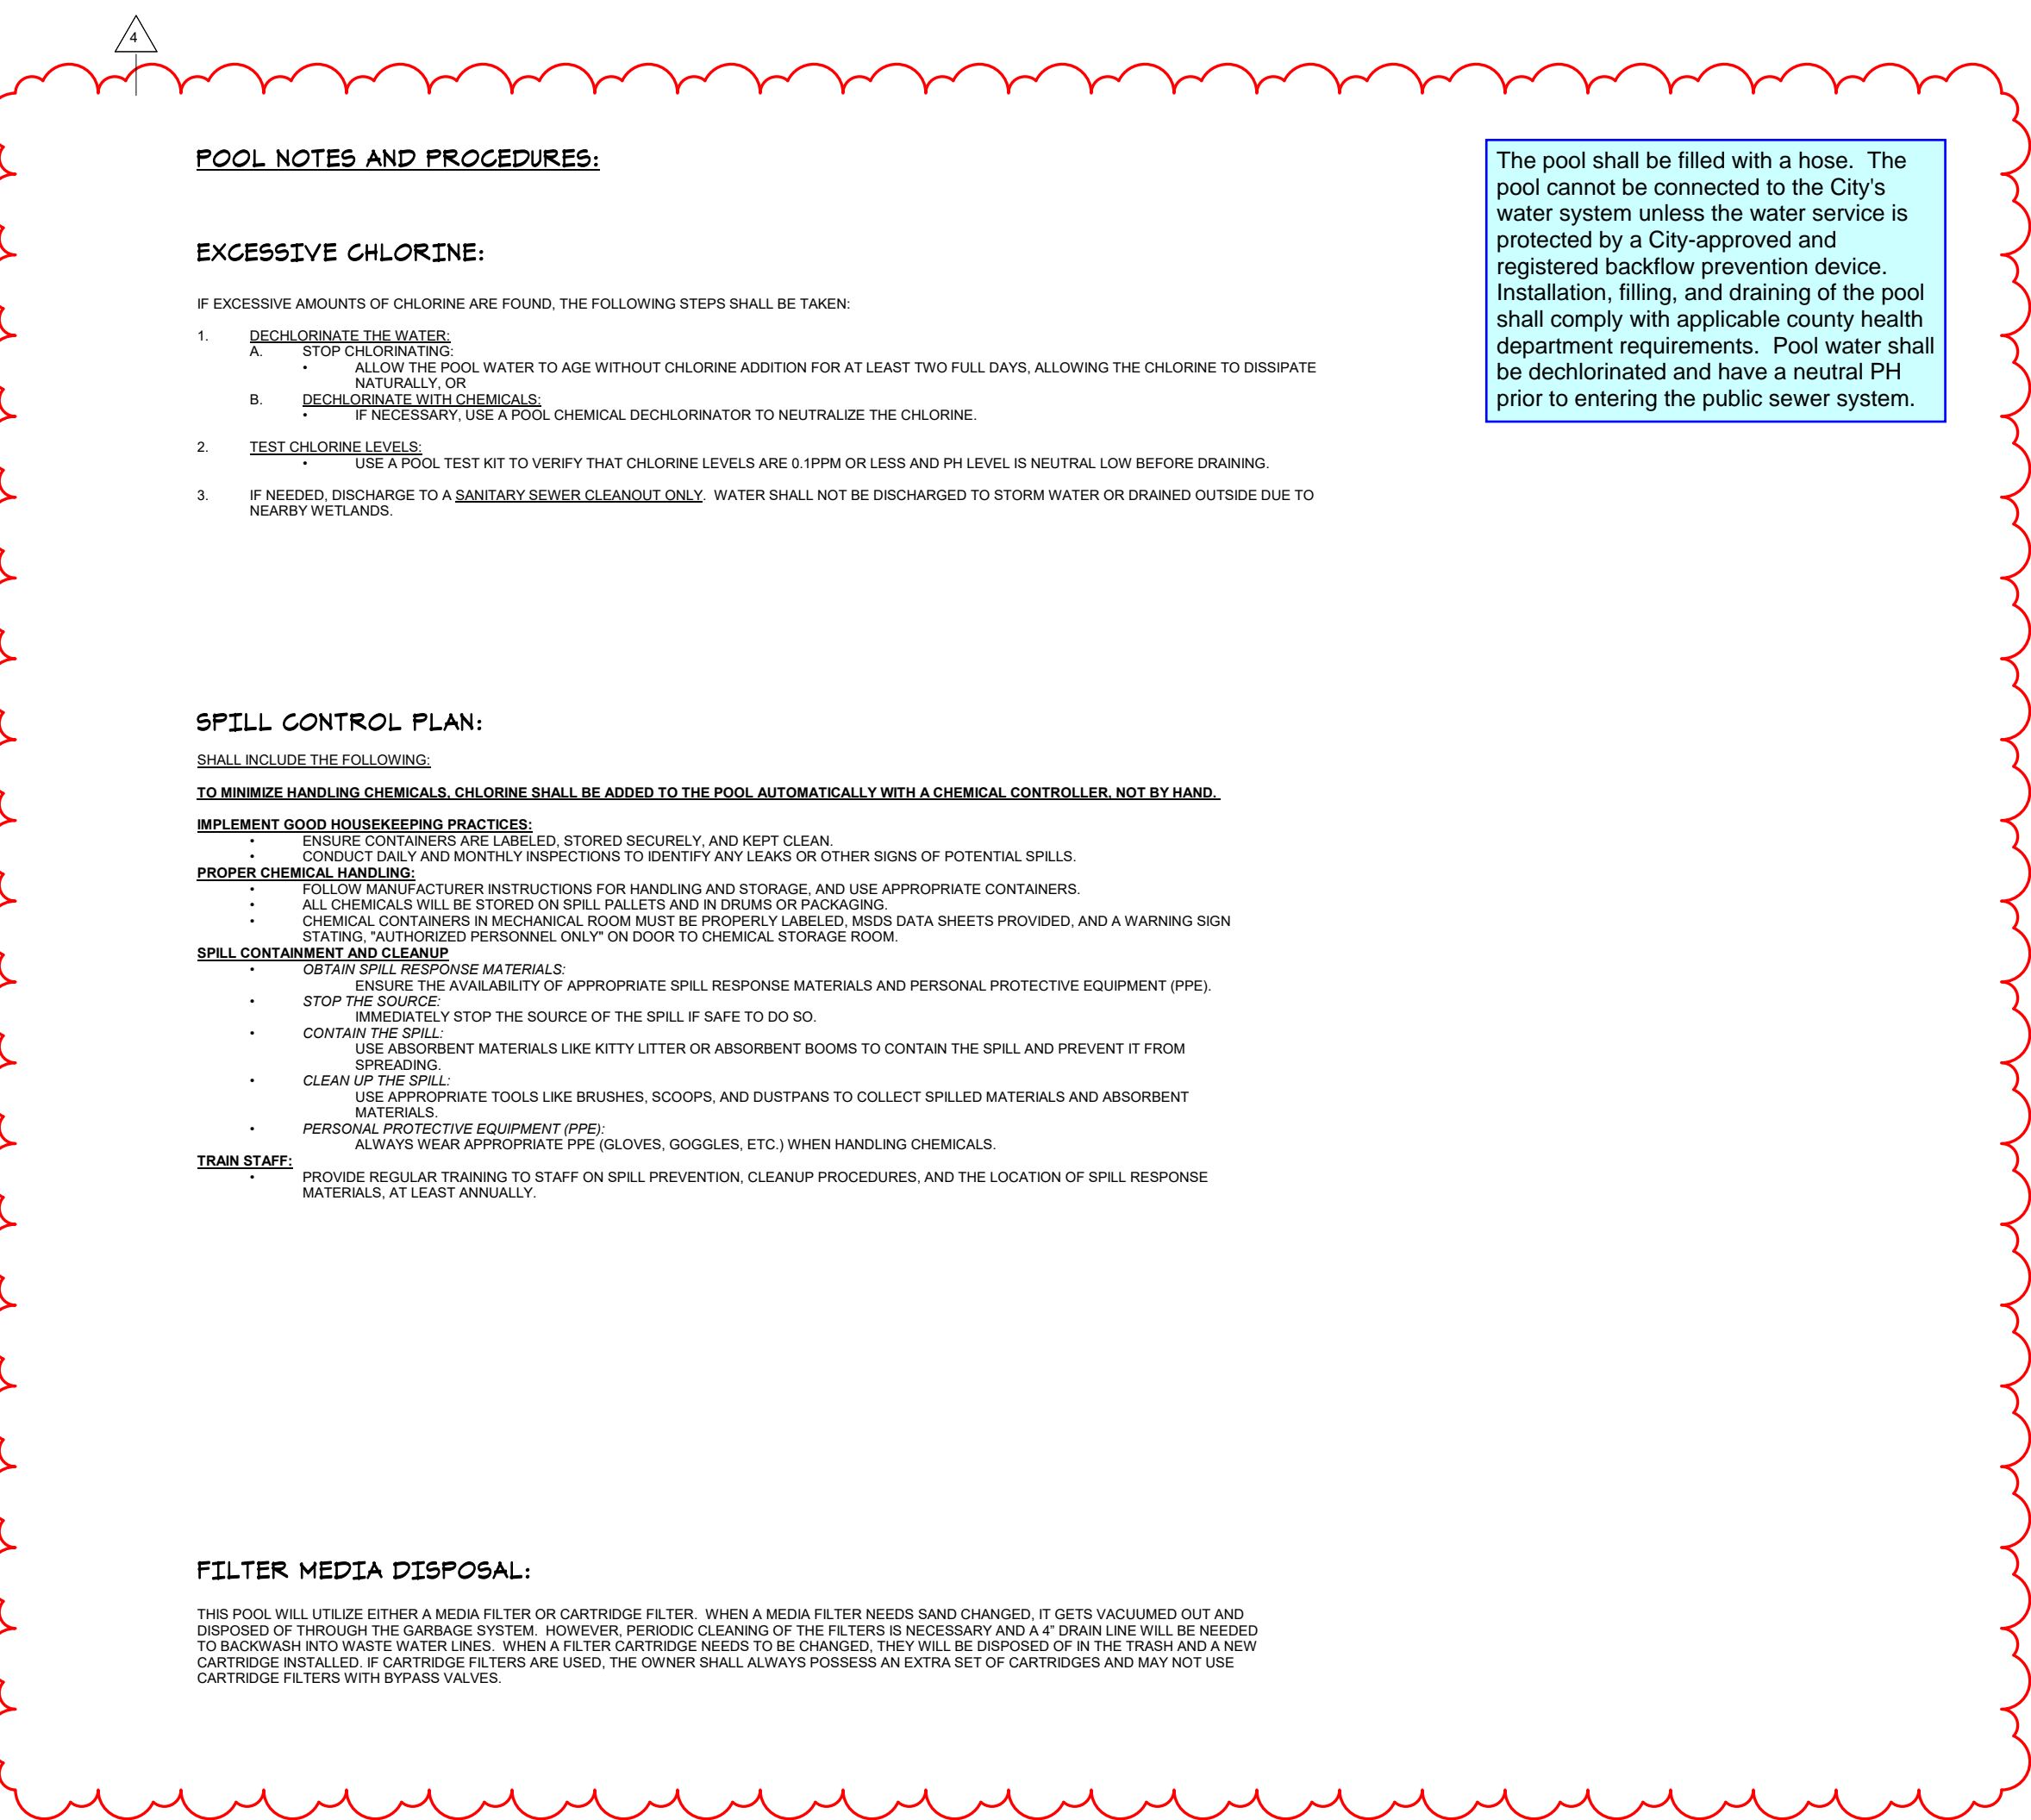 4
POOL NOTES AND PROCEDURES:
The pool shall be filled with a hose.  The
pool cannot be connected to the City's
water system unless the water service is
protected by a City-approved and
registered backflow prevention device.
Installation, filling, and draining of the pool
shall comply with applicable county health
department requirements.  Pool water shall
be dechlorinated and have a neutral PH
prior to entering the public sewer system.
EXCESSIVE CHLORINE:
IF EXCESSIVE AMOUNTS OF CHLORINE ARE FOUND, THE FOLLOWING STEPS SHALL BE TAKEN:
1. DECHLORINATE THE WATER:
A. STOP CHLORINATING:
• ALLOW THE POOL WATER TO AGE WITHOUT CHLORINE ADDITION FOR AT LEAST TWO FULL DAYS, ALLOWING THE CHLORINE TO DISSIPATE
NATURALLY, OR
B. DECHLORINATE WITH CHEMICALS:
• IF NECESSARY, USE A POOL CHEMICAL DECHLORINATOR TO NEUTRALIZE THE CHLORINE.
2. TEST CHLORINE LEVELS:
• USE A POOL TEST KIT TO VERIFY THAT CHLORINE LEVELS ARE 0.1PPM OR LESS AND PH LEVEL IS NEUTRAL LOW BEFORE DRAINING.
3. IF NEEDED, DISCHARGE TO A SANITARY SEWER CLEANOUT ONLY.  WATER SHALL NOT BE DISCHARGED TO STORM WATER OR DRAINED OUTSIDE DUE TO
NEARBY WETLANDS.
SPILL CONTROL PLAN:
SHALL INCLUDE THE FOLLOWING:
TO MINIMIZE HANDLING CHEMICALS, CHLORINE SHALL BE ADDED TO THE POOL AUTOMATICALLY WITH A CHEMICAL CONTROLLER, NOT BY HAND.
IMPLEMENT GOOD HOUSEKEEPING PRACTICES:
• ENSURE CONTAINERS ARE LABELED, STORED SECURELY, AND KEPT CLEAN.
• CONDUCT DAILY AND MONTHLY INSPECTIONS TO IDENTIFY ANY LEAKS OR OTHER SIGNS OF POTENTIAL SPILLS.
PROPER CHEMICAL HANDLING:
• FOLLOW MANUFACTURER INSTRUCTIONS FOR HANDLING AND STORAGE, AND USE APPROPRIATE CONTAINERS.
• ALL CHEMICALS WILL BE STORED ON SPILL PALLETS AND IN DRUMS OR PACKAGING.
• CHEMICAL CONTAINERS IN MECHANICAL ROOM MUST BE PROPERLY LABELED, MSDS DATA SHEETS PROVIDED, AND A WARNING SIGN
STATING, "AUTHORIZED PERSONNEL ONLY" ON DOOR TO CHEMICAL STORAGE ROOM.
SPILL CONTAINMENT AND CLEANUP
• OBTAIN SPILL RESPONSE MATERIALS:
ENSURE THE AVAILABILITY OF APPROPRIATE SPILL RESPONSE MATERIALS AND PERSONAL PROTECTIVE EQUIPMENT (PPE).
• STOP THE SOURCE:
IMMEDIATELY STOP THE SOURCE OF THE SPILL IF SAFE TO DO SO.
• CONTAIN THE SPILL:
USE ABSORBENT MATERIALS LIKE KITTY LITTER OR ABSORBENT BOOMS TO CONTAIN THE SPILL AND PREVENT IT FROM
SPREADING.
• CLEAN UP THE SPILL:
USE APPROPRIATE TOOLS LIKE BRUSHES, SCOOPS, AND DUSTPANS TO COLLECT SPILLED MATERIALS AND ABSORBENT
MATERIALS.
• PERSONAL PROTECTIVE EQUIPMENT (PPE):
ALWAYS WEAR APPROPRIATE PPE (GLOVES, GOGGLES, ETC.) WHEN HANDLING CHEMICALS.
TRAIN STAFF:
• PROVIDE REGULAR TRAINING TO STAFF ON SPILL PREVENTION, CLEANUP PROCEDURES, AND THE LOCATION OF SPILL RESPONSE
MATERIALS, AT LEAST ANNUALLY.
FILTER MEDIA DISPOSAL:
THIS POOL WILL UTILIZE EITHER A MEDIA FILTER OR CARTRIDGE FILTER.  WHEN A MEDIA FILTER NEEDS SAND CHANGED, IT GETS VACUUMED OUT AND
DISPOSED OF THROUGH THE GARBAGE SYSTEM.  HOWEVER, PERIODIC CLEANING OF THE FILTERS IS NECESSARY AND A 4" DRAIN LINE WILL BE NEEDED
TO BACKWASH INTO WASTE WATER LINES.  WHEN A FILTER CARTRIDGE NEEDS TO BE CHANGED, THEY WILL BE DISPOSED OF IN THE TRASH AND A NEW
CARTRIDGE INSTALLED. IF CARTRIDGE FILTERS ARE USED, THE OWNER SHALL ALWAYS POSSESS AN EXTRA SET OF CARTRIDGES AND MAY NOT USE
CARTRIDGE FILTERS WITH BYPASS VALVES.